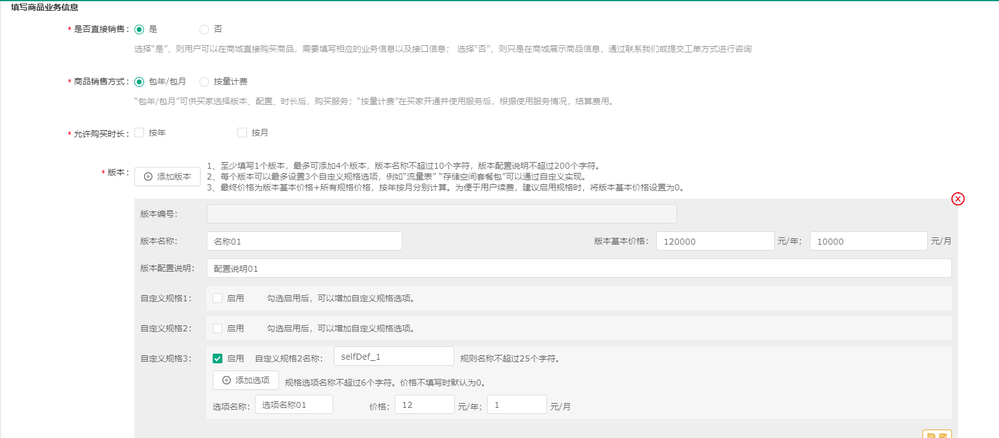 填写商品业务信息
* 是否直接销售： 是 否
选择“是”，则用户可以在商城直接购买商品，需要填写相应的业务信息以及接口信息； 选择“否”，则只是在商城展示商品信息，通过联系我们或提交工单方式进行咨询
* 商品销售方式： 包年/包月 按量计费
“包年/包月”可供买家选择版本、配置、时长后，购买服务；“按量计费”在买家开通并使用服务后，根据使用服务情况，结算费用。
* 允许购买时长： 按年 按月
* 版本： 添加版本
1、至少填写1个版本，最多可添加4个版本，版本名称不超过10个字符，版本配置说明不超过200个字符。
2、每个版本可以最多设置3个自定义规格选项，例如“流量表” “存储空间套餐包”可以通过自定义实现。
3、最终价格为版本基本价格+所有规格价格，按年按月分别计算。为便于用户续费，建议启用规格时，将版本基本价格设置为0。
版本编号：
版本名称： 名称01 版本基本价格： 120000 元/年； 10000 元/月
版本配置说明： 配置说明01
自定义规格1： 启用 勾选启用后，可以增加自定义规格选项。
自定义规格2： 启用 勾选启用后，可以增加自定义规格选项。
自定义规格3： 启用 自定义规格2名称： selfDef_1 规则名称不超过25个字符。
添加选项 规格选项名称不超过6个字符。价格不填写时默认为0。
选项名称： 选项名称01 价格： 12 元/年； 1 元/月
隐藏